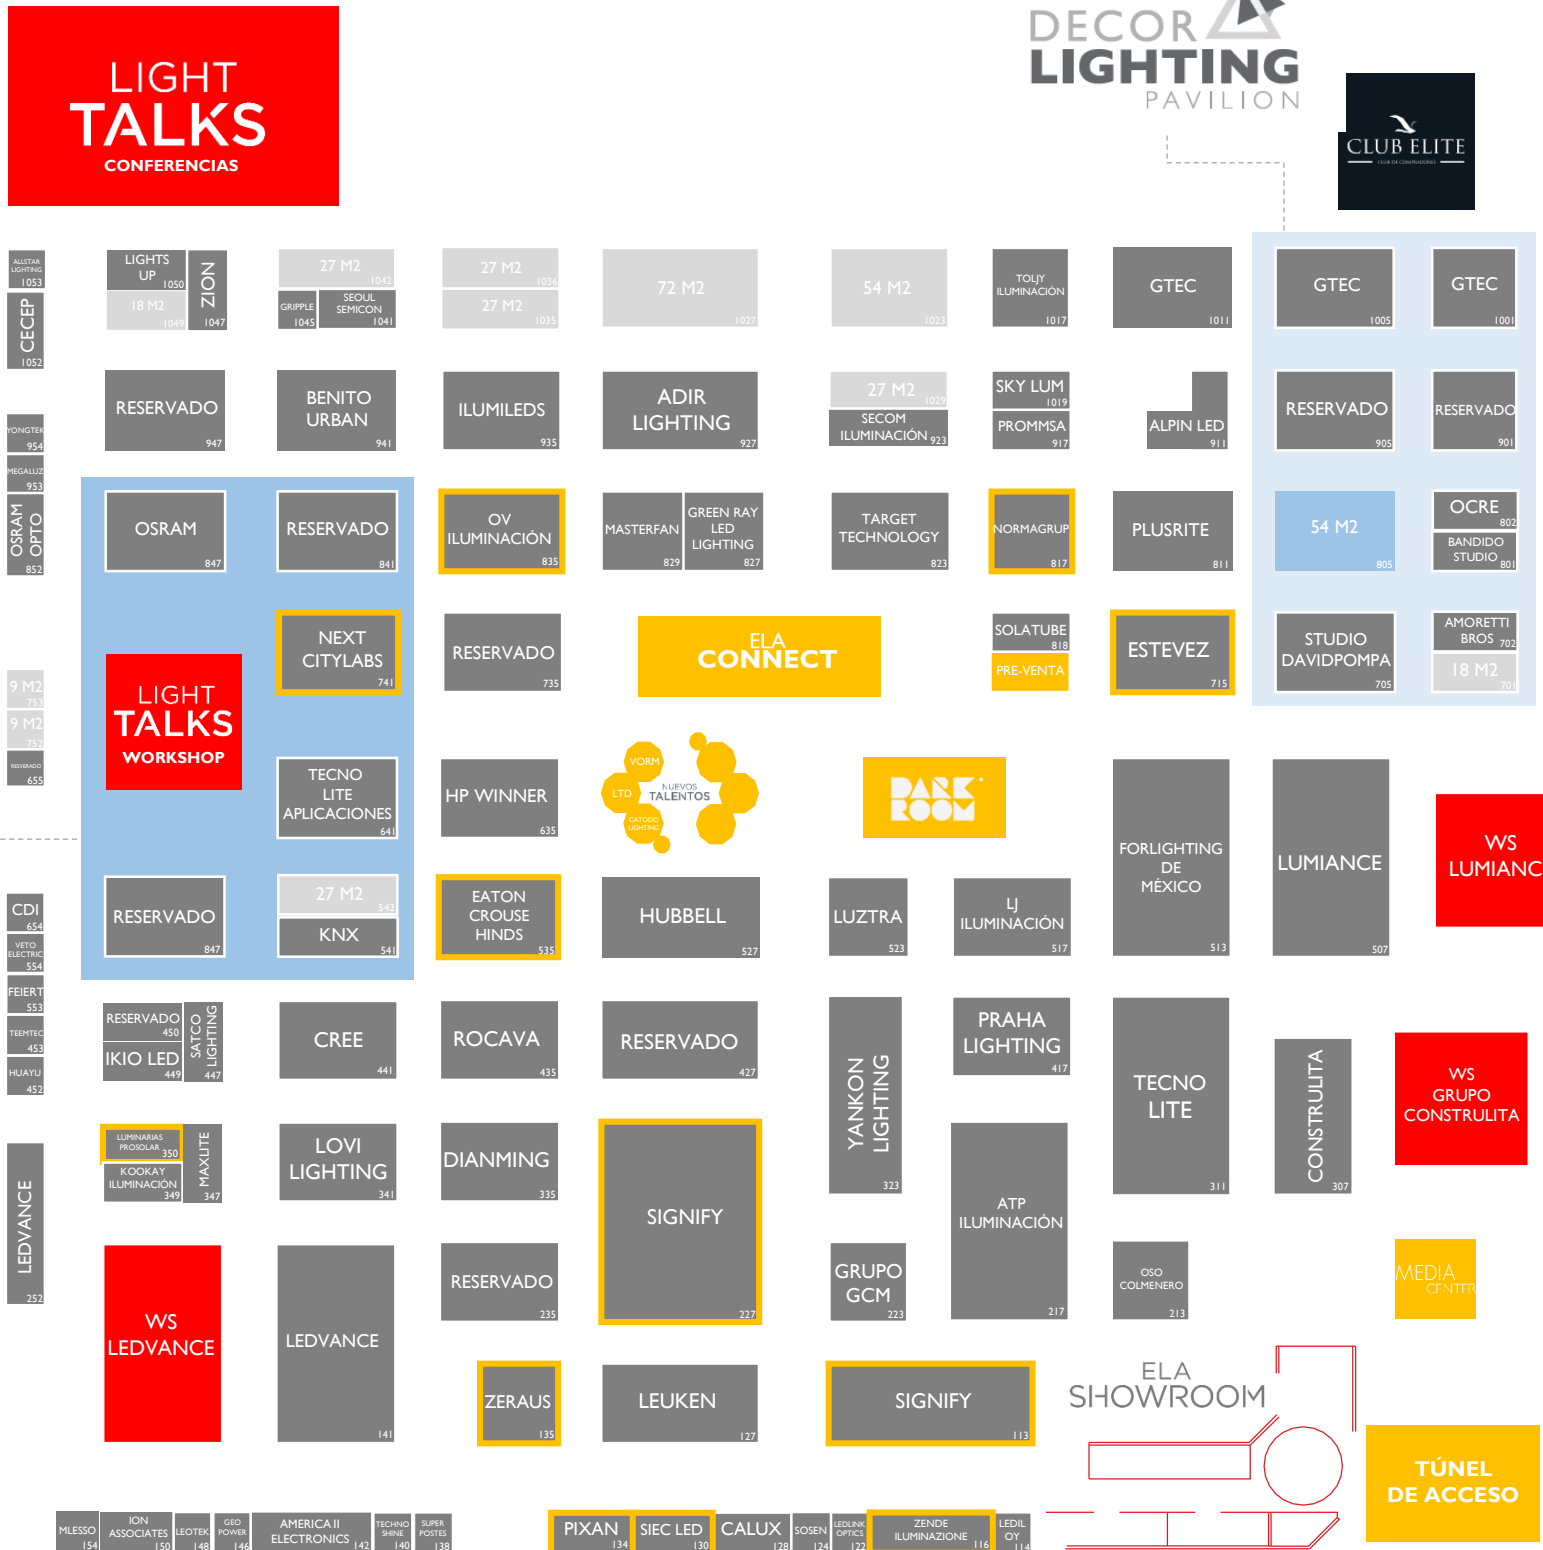 LIGHT
TALKS
CONFERENCIAS
DECOR
LIGHTING
PAVILION
CLUB ELITE
CLUB DE COMPRADORES
ALLSTAR
LIGHTING
1053
CECEP
1052
LIGHTS
UP
1050
18 M2
1049
ZION
1047
27 M2
1042
GRIPPLE
1045
SEOUL
SEMICON
1041
27 M2
1036
27 M2
1035
72 M2
1027
54 M2
1023
TOLJY
ILUMINACIÓN
1017
GTEC
1011
GTEC
1005
GTEC
1001
RESERVADO
947
BENITO
URBAN
941
ILUMILEDS
935
ADIR
LIGHTING
927
27 M2
1029
SECOM
ILUMINACIÓN
923
SKY LUM
1019
PROMMSA
917
ALPIN LED
911
RESERVADO
905
RESERVADO
901
YONGTEK
954
MEGALUZ
953
OSRAM
OPTO
852
OSRAM
847
RESERVADO
841
OV
ILUMINACIÓN
835
MASTERFAN
829
GREEN RAY
LED
LIGHTING
827
TARGET
TECHNOLOGY
823
NORMAGRUP
817
PLUSRITE
811
54 M2
805
OCRE
802
BANDIDO
STUDIO
801
NEXT
CITYLABS
741
RESERVADO
735
ELA
CONNECT
SOLATUBE
818
PRE-VENTA
ESTEVEZ
715
STUDIO
DAVIDPOMPA
705
AMORETTI
BROS
702
18 M2
701
9 M2
753
9 M2
752
RESVERADO
655
LIGHT
TALKS
WORKSHOP
TECNO
LITE
APLICACIONES
641
HP WINNER
635
VORM
LTD
CATODO
LIGHTING
NUEVOS
TALENTOS
DARK
ROOM
FORLIGHTING
DE
MÉXICO
513
LUMIANCE
507
WS
LUMIANC
CDI
654
VETO
ELECTRIC
554
FEIERT
553
TEEMTEC
453
HUAYU
452
RESERVADO
847
27 M2
542
KNX
541
EATON
CROUSE
HINDS
535
HUBBELL
527
LUZTRA
523
LJ
ILUMINACIÓN
517
RESERVADO
450
IKIO LED
449
SATCO
LIGHTING
447
CREE
441
ROCAVA
435
RESERVADO
427
YANKON
LIGHTING
323
PRAHA
LIGHTING
417
TECNO
LITE
311
CONSTRULITA
307
WS
GRUPO
CONSTRULITA
LEDVANCE
252
LUMINARIAS
PROSOLAR
350
KOOKAY
ILUMINACIÓN
349
MAXLITE
347
LOVI
LIGHTING
341
DIANMING
335
SIGNIFY
227
ATP
ILUMINACIÓN
217
WS
LEDVANCE
LEDVANCE
141
RESERVADO
235
GRUPO
GCM
223
OSO
COLMENERO
213
MEDIA
CENTER
ZERAUS
135
LEUKEN
127
SIGNIFY
113
ELA
SHOWROOM
TÚNEL
DE ACCESO
MLESSO
154
ION
ASSOCIATES
150
LEOTEK
148
GEO
POWER
146
AMERICA II
ELECTRONICS
142
TECHNO
SHINE
140
SUPER
POSTES
138
PIXAN
134
SIEC LED
130
CALUX
128
SOSEN
124
LEDLINK
OPTICS
122
ZENDE
ILUMINAZIONE
116
LEDIL
OY
114